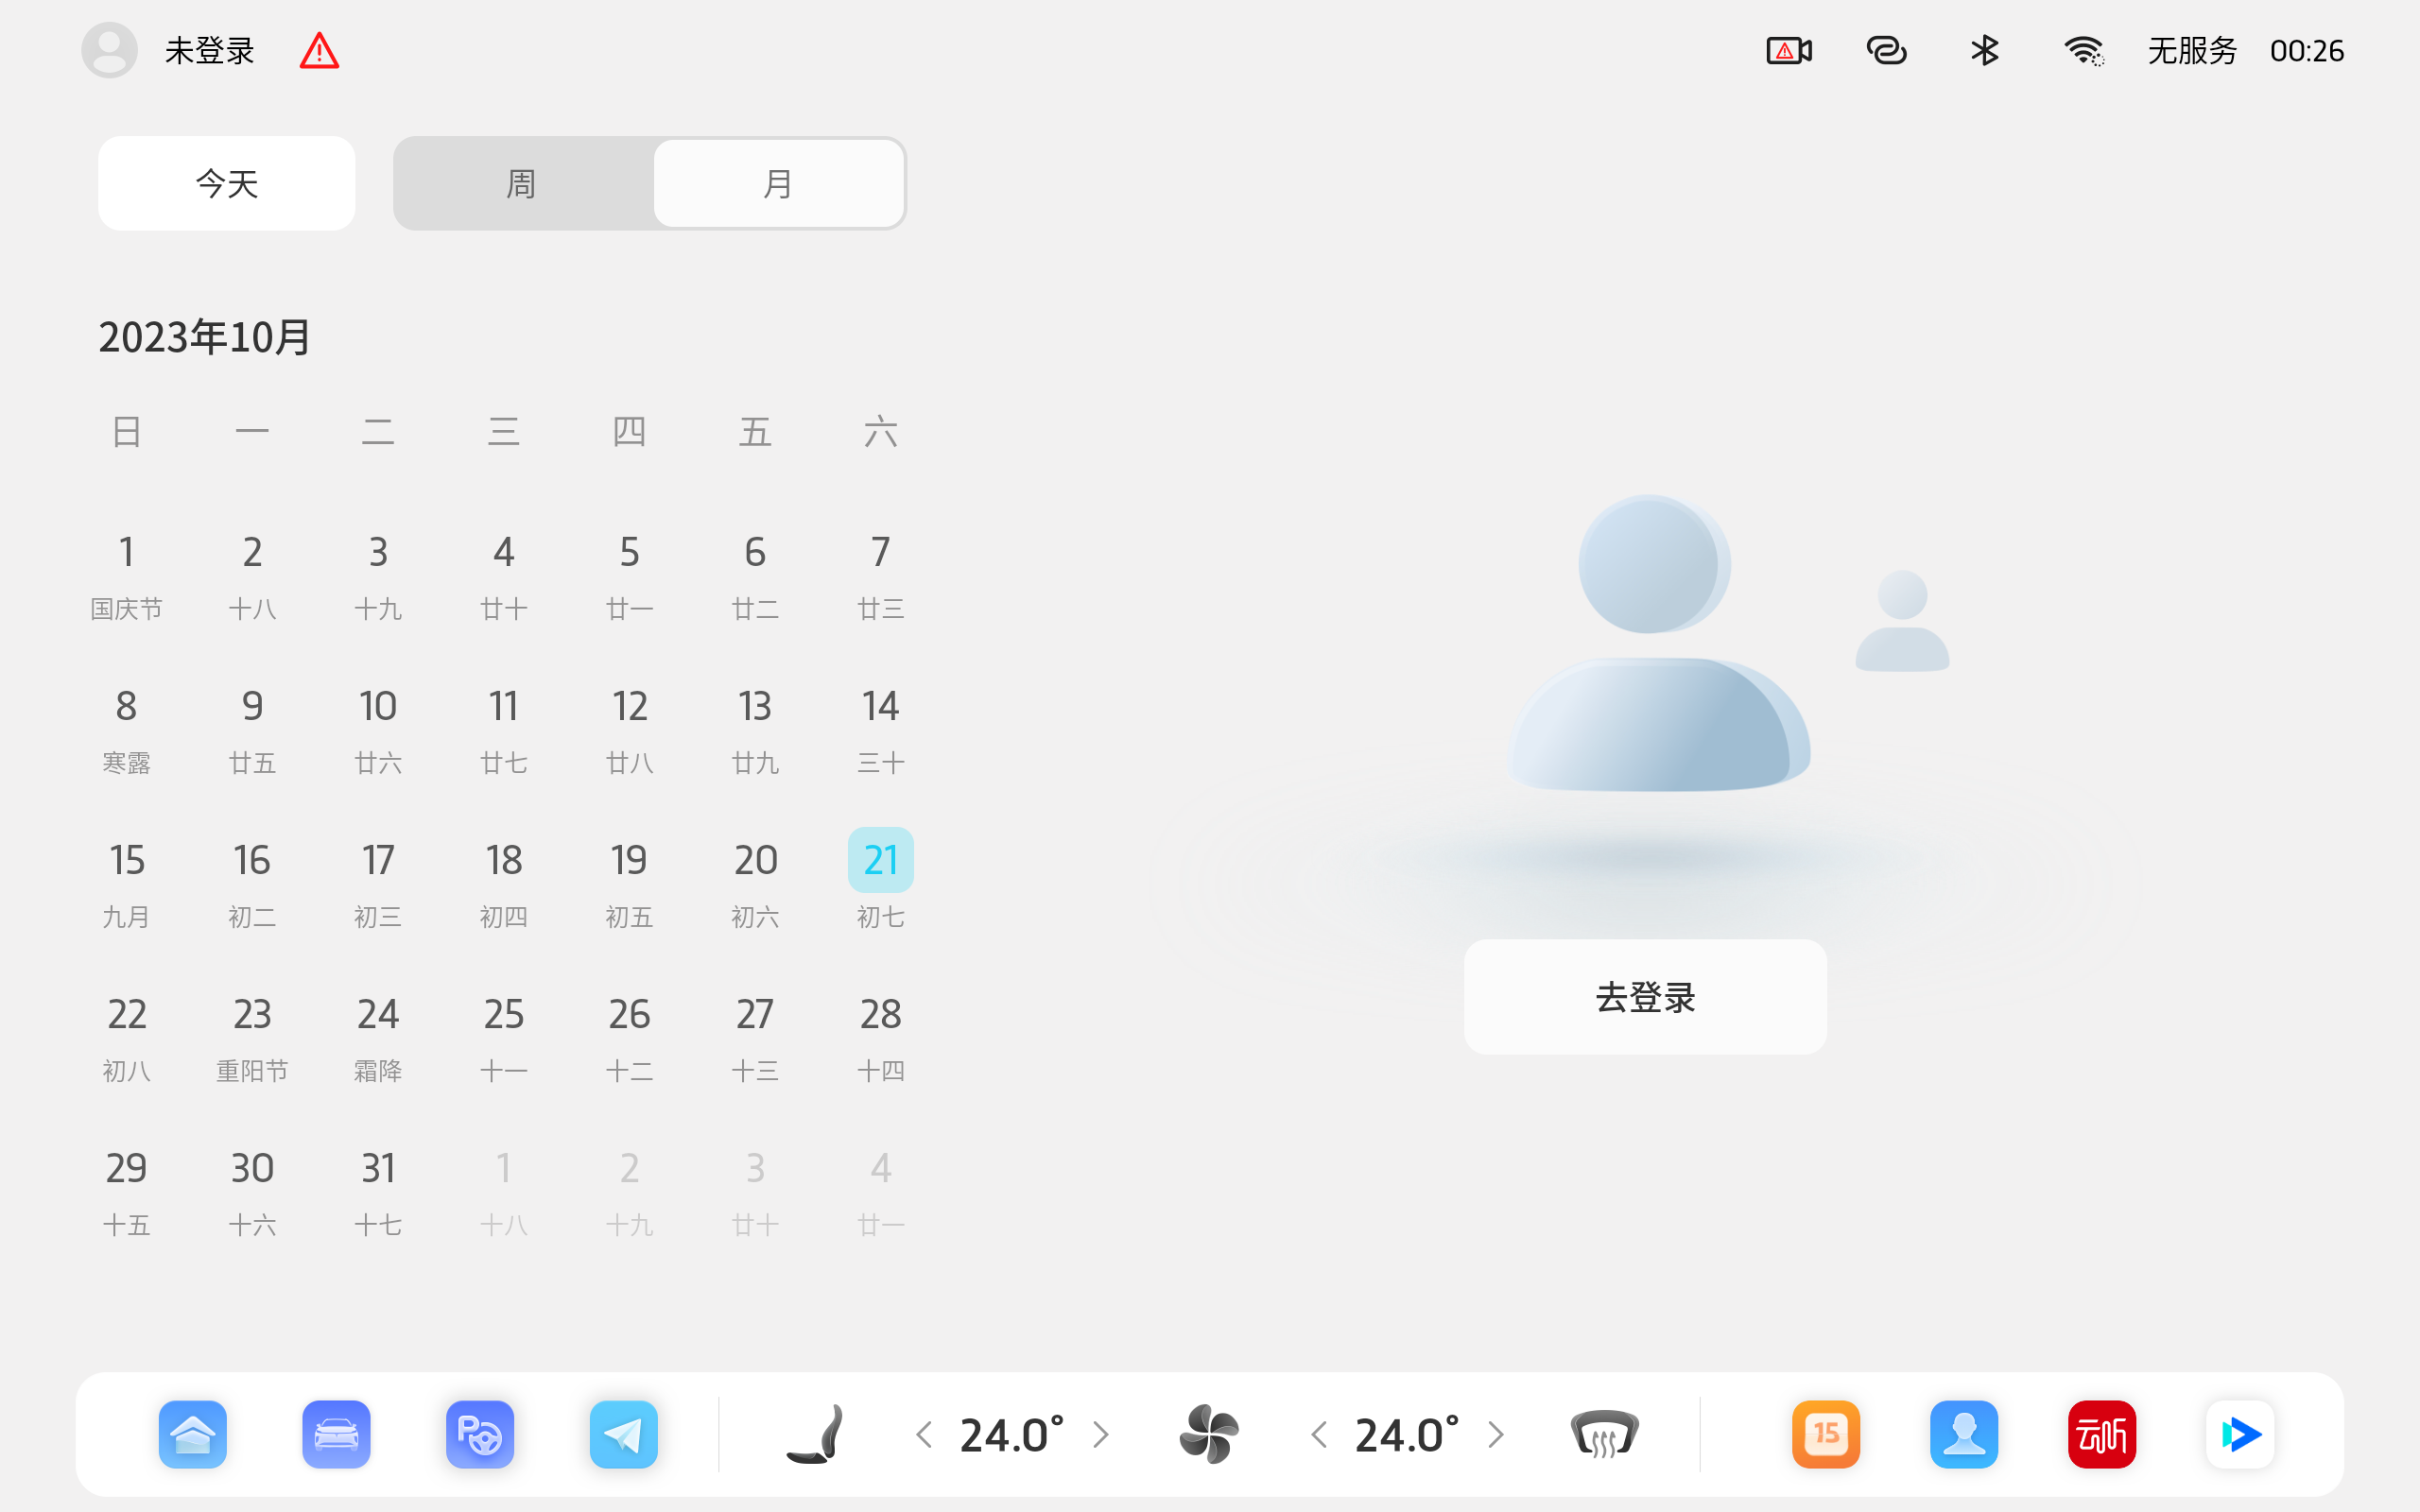 未登录
无服务 00:26
今天 周 月
2023年10月
日 一 二 三 四 五 六
1 2 3 4 5 6 7
国庆节 十八 十九 廿十 廿一 廿二 廿三
8 9 10 11 12 13 14
寒露 廿五 廿六 廿七 廿八 廿九 三十
15 16 17 18 19 20 21
九月 初二 初三 初四 初五 初六 初七
22 23 24 25 26 27 28
初八 重阳节 霜降 十一 十二 十三 十四
29 30 31 1 2 3 4
十五 十六 十七 十八 十九 廿十 廿一
去登录
P 24.0° 24.0° 15 云听